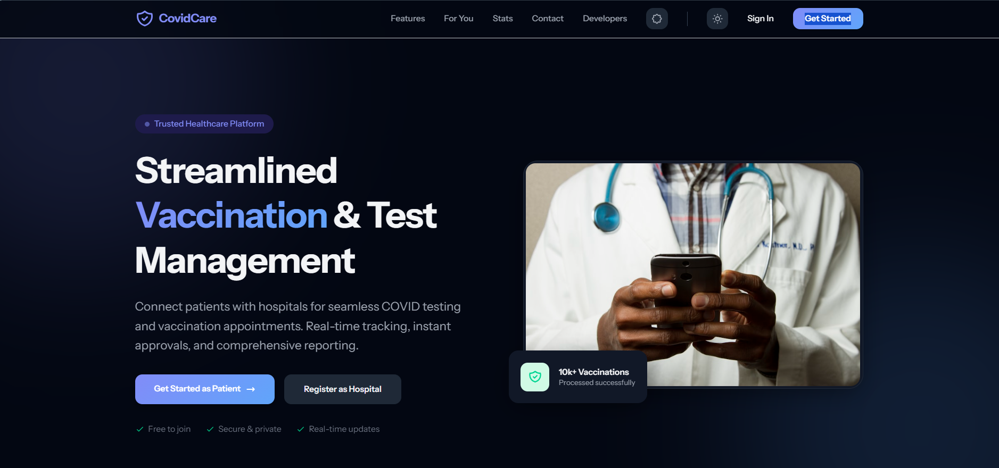 CovidCare
Features
For You
Stats
Contact
Developers
Sign In
Get Started
Trusted Healthcare Platform
Streamlined
Vaccination & Test
Management
Connect patients with hospitals for seamless COVID testing
and vaccination appointments. Real-time tracking, instant
approvals, and comprehensive reporting.
Get Started as Patient →
Register as Hospital
Free to join
Secure & private
Real-time updates
M.D.
10k+ Vaccinations
Processed successfully